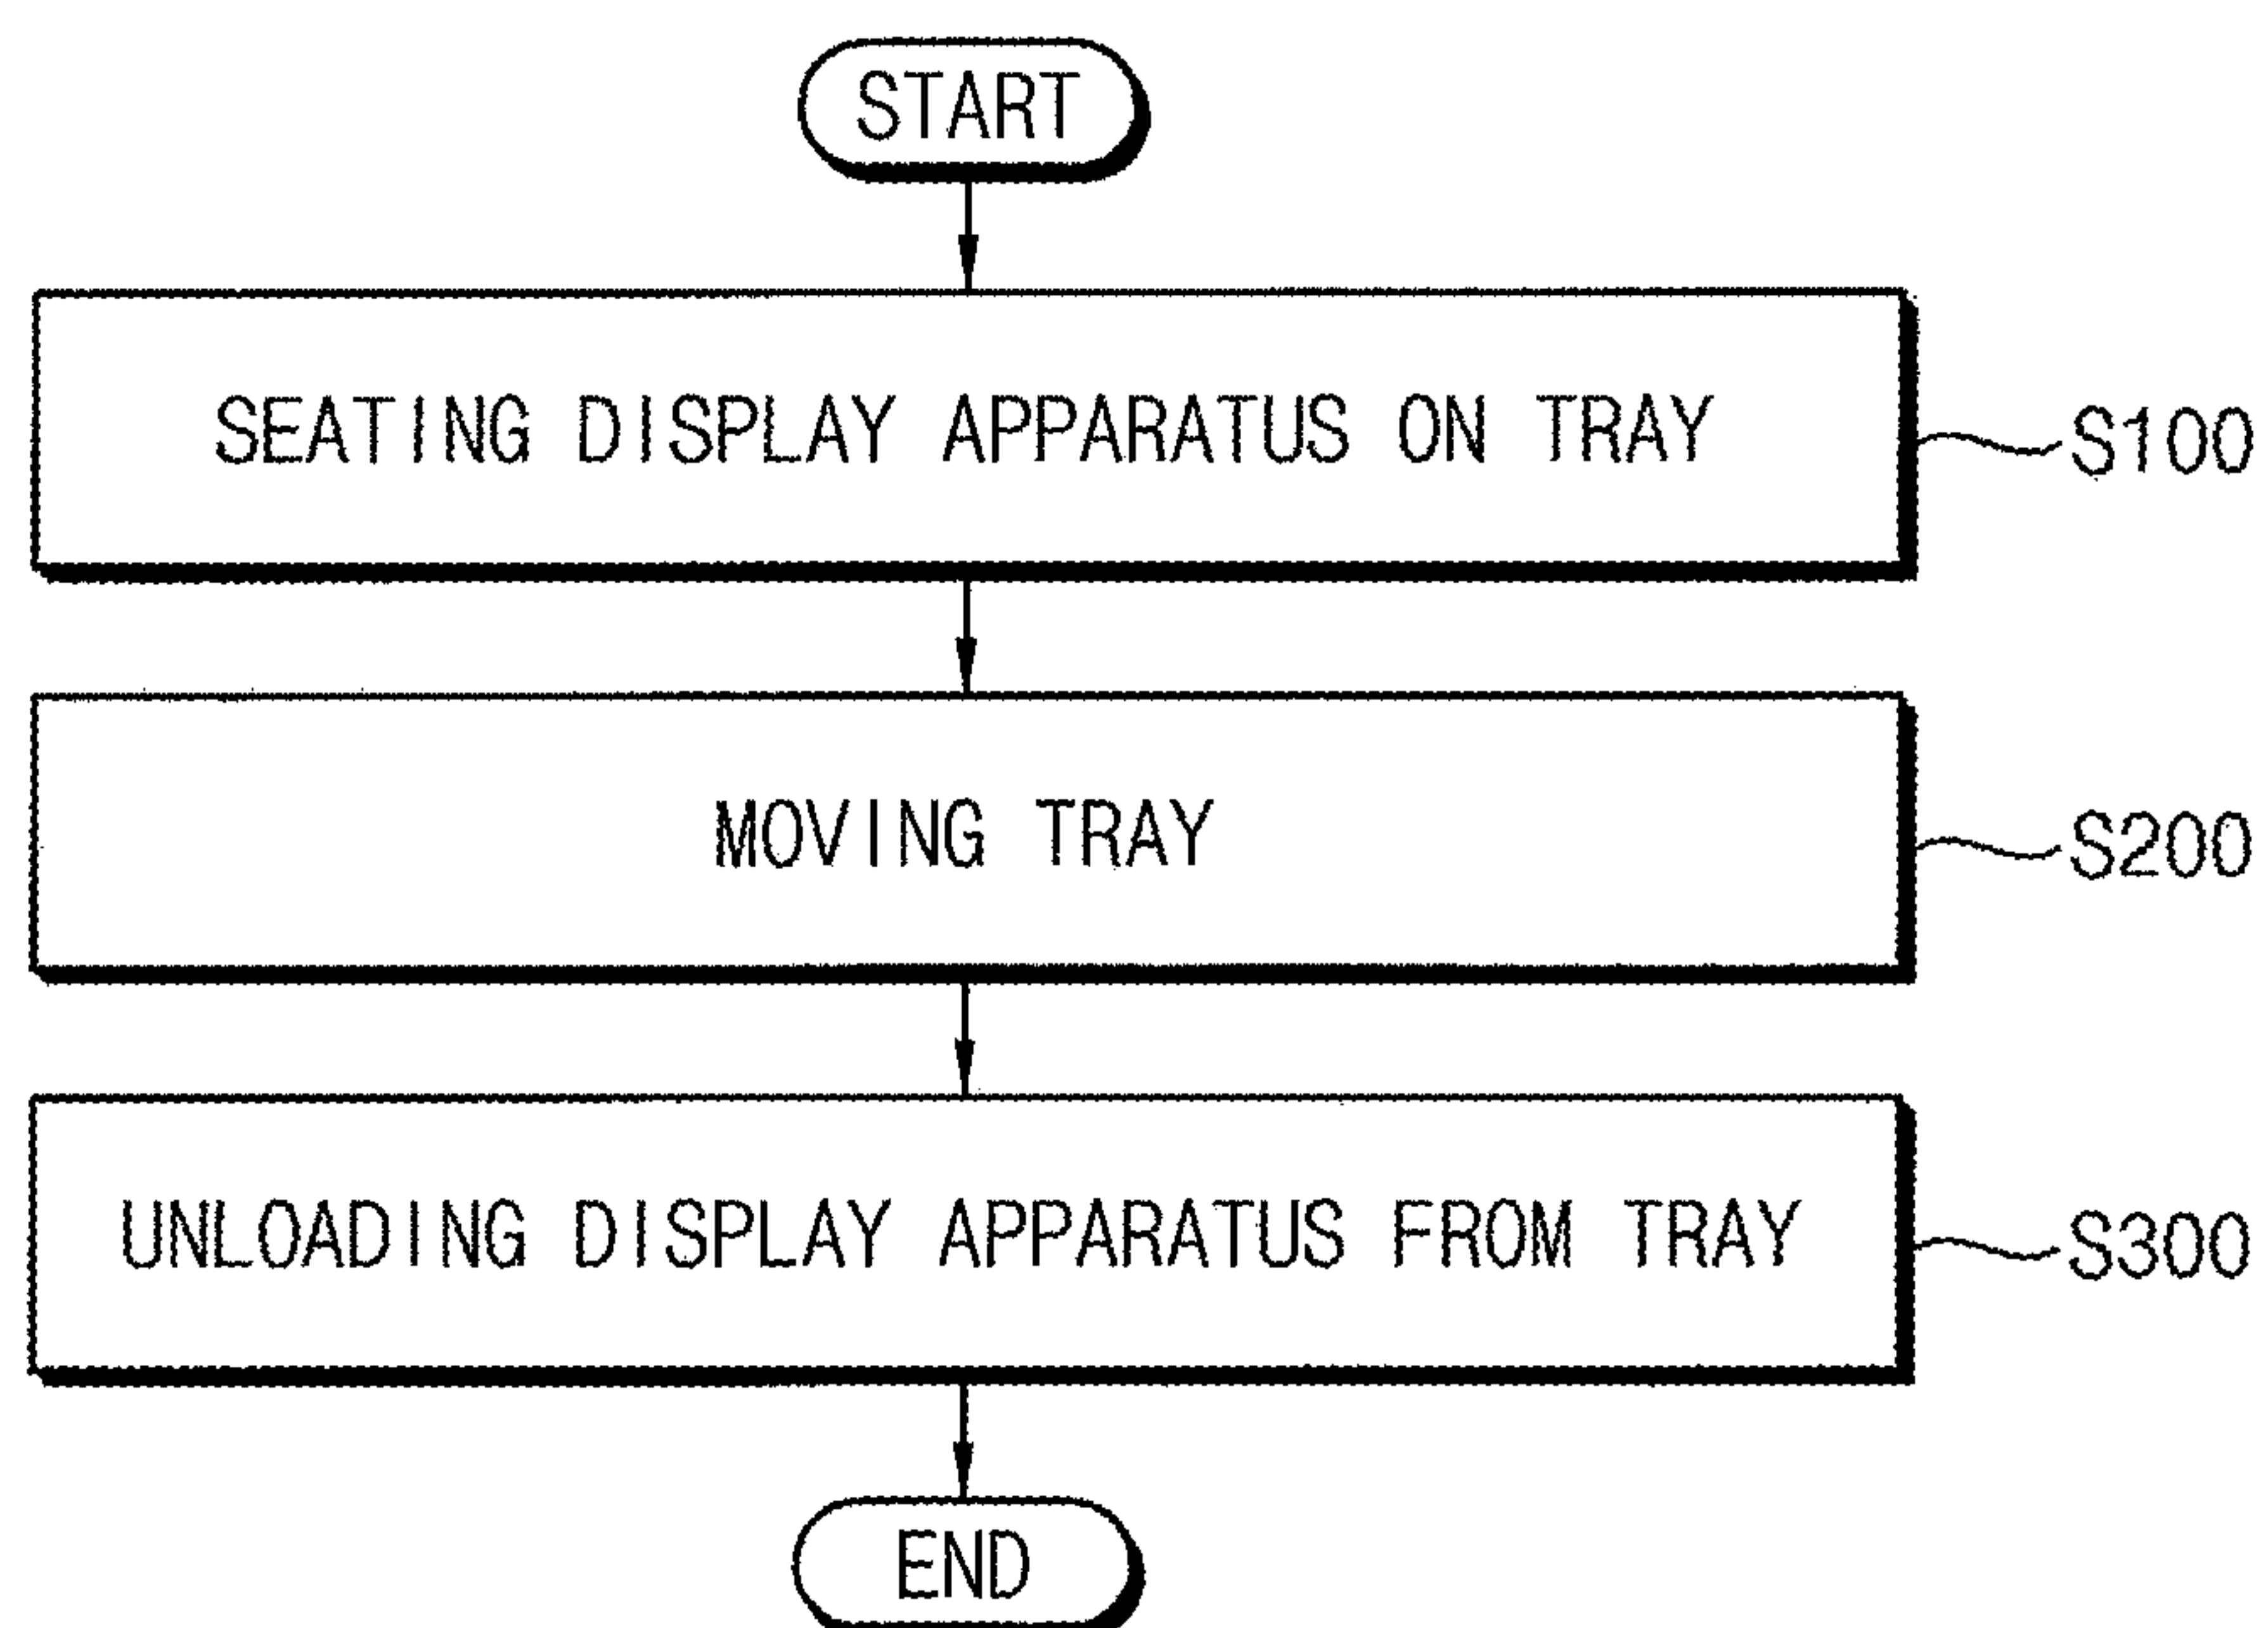 START
SEATING DISPLAY APPARATUS ON TRAY
S100
MOVING TRAY
S200
UNLOADING DISPLAY APPARATUS FROM TRAY
S300
END